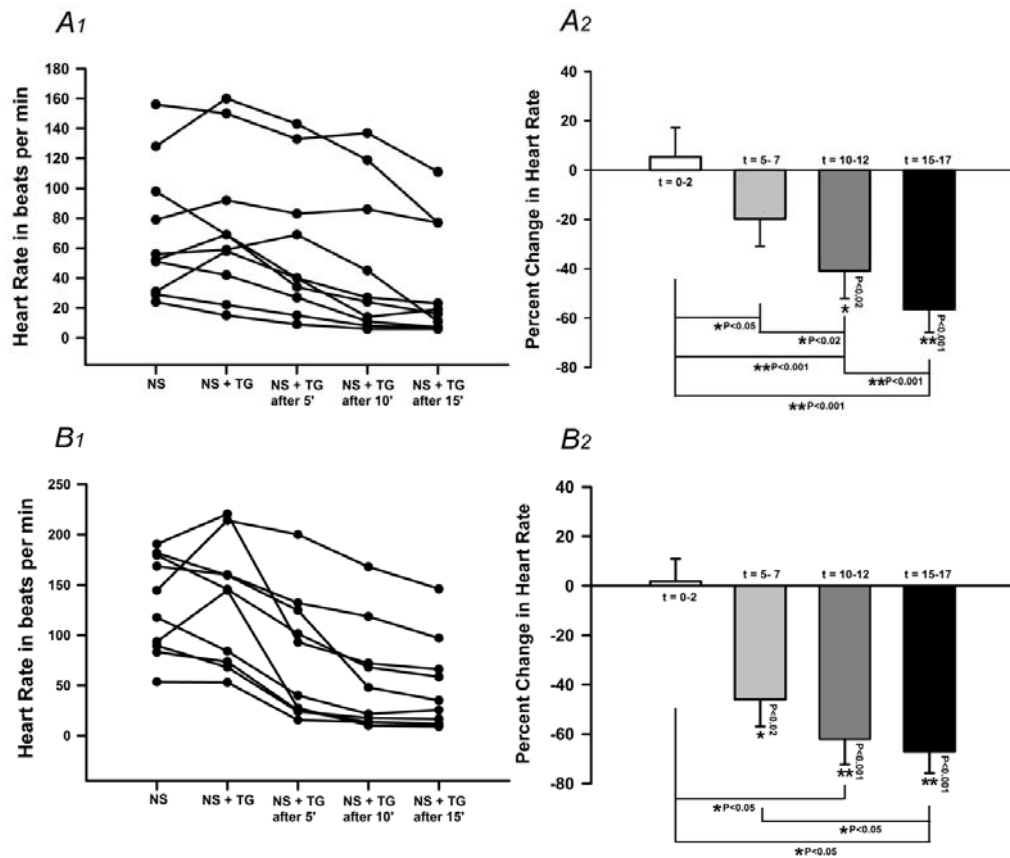 A1
Heart Rate in beats per min
180
160
140
120
100
80
60
40
20
0
NS
NS + TG
NS + TG
after 5'
NS + TG
after 10'
NS + TG
after 15'
A2
Percent Change in Heart Rate
40
20
0
-20
-40
-60
-80
t = 0-2
t = 5- 7
t = 10-12
t = 15-17
P<0.02
*
P<0.001
**
*P<0.05
*P<0.02
**P<0.001
**P<0.001
**P<0.001
B1
Heart Rate in beats per min
250
200
150
100
50
0
NS
NS + TG
NS + TG
after 5'
NS + TG
after 10'
NS + TG
after 15'
B2
Percent Change in Heart Rate
40
20
0
-20
-40
-60
-80
t = 0-2
t = 5- 7
t = 10-12
t = 15-17
P<0.02
*
P<0.001
**
P<0.001
**
*P<0.05
*P<0.05
*P<0.05